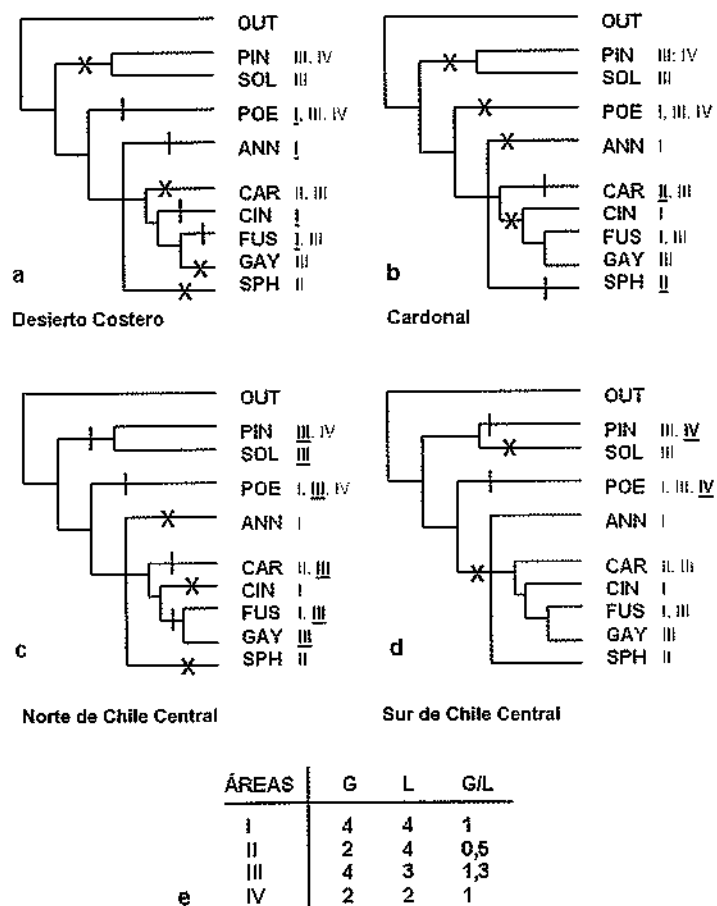 OUT
PIN III, IV
SOL III
POE I, III, IV
ANN I
CAR II, III
CIN I
FUS I, III
GAY III
SPH II
a
Desierto Costero
OUT
PIN III, IV
SOL III
POE I, III, IV
ANN I
CAR II, III
CIN I
FUS I, III
GAY III
SPH II
b
Cardonal
OUT
PIN III, IV
SOL III
POE I, III, IV
ANN I
CAR II, III
CIN I
FUS I, III
GAY III
SPH II
c
Norte de Chile Central
OUT
PIN III, IV
SOL III
POE I, III, IV
ANN I
CAR II, III
CIN I
FUS I, III
GAY III
SPH II
d
Sur de Chile Central
ÁREAS G L G/L
I 4 4 1
II 2 4 0,5
III 4 3 1,3
IV 2 2 1
e